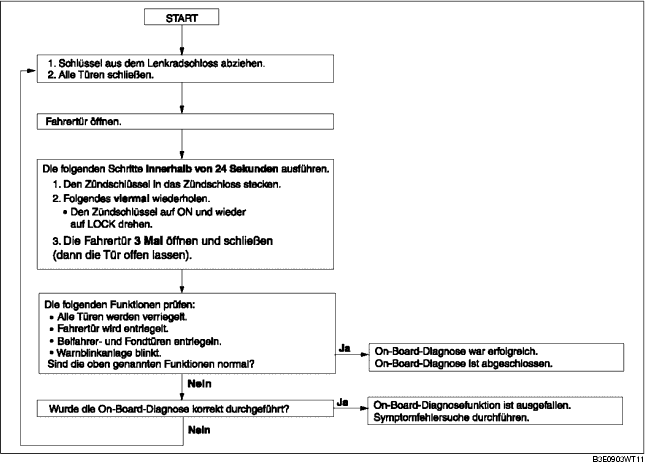 START
1. Schlüssel aus dem Lenkradschloss abziehen.
2. Alle Türen schließen.
Fahrertür öffnen.
Die folgenden Schritte innerhalb von 24 Sekunden ausführen.
1. Den Zündschlüssel in das Zündschloss stecken.
2. Folgendes viermal wiederholen.
• Den Zündschlüssel auf ON und wieder
auf LOCK drehen.
3. Die Fahrertür 3 Mal öffnen und schließen
(dann die Tür offen lassen).
Die folgenden Funktionen prüfen:
• Alle Türen werden verriegelt.
• Fahrertür wird entriegelt.
• Beifahrer- und Fondtüren entriegeln.
• Warnblinkanlage blinkt.
Sind die oben genannten Funktionen normal?
Ja
On-Board-Diagnose war erfolgreich.
On-Board-Diagnose ist abgeschlossen.
Nein
Wurde die On-Board-Diagnose korrekt durchgeführt?
Ja
On-Board-Diagnosefunktion ist ausgefallen.
Symptomfehlersuche durchführen.
Nein
B3E0903WT11